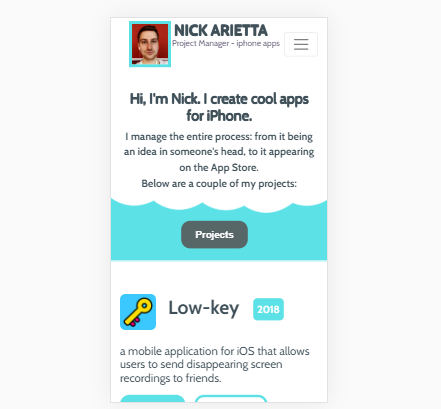 NICK ARIETTA
Project Manager - iphone apps
Hi, I'm Nick. I create cool apps
for iPhone.
I manage the entire process: from it being
an idea in someone's head, to it appearing
on the App Store.
Below are a couple of my projects:
Projects
Low-key 2018
a mobile application for iOS that allows
users to send disappearing screen
recordings to friends.